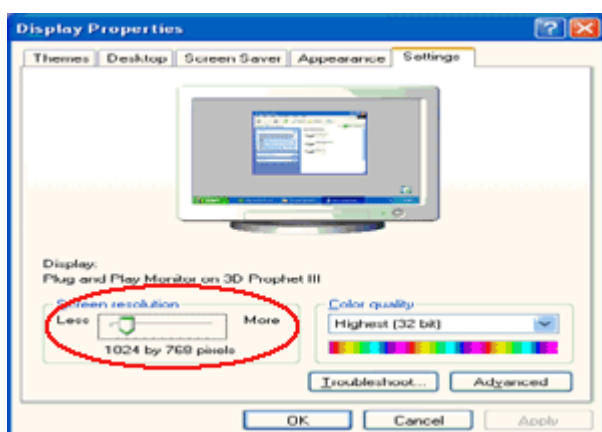 Display Properties
Themes Desktop Screen Saver Appearance Settings
Display:
Plug and Play Monitor on 3D Prophet III
Screen resolution
Less More
1024 by 768 pixels
Color quality
Highest (32 bit)
Troubleshoot... Advanced
OK Cancel Apply